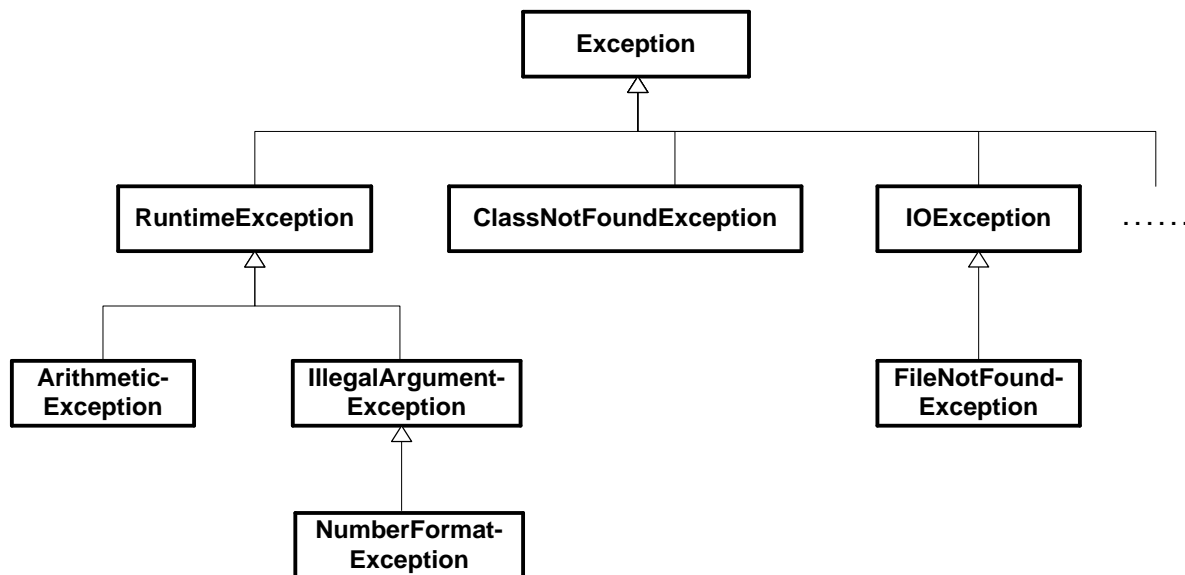 Exception
RuntimeException
ClassNotFoundException
IOException
......
Arithmetic-
Exception
IllegalArgument-
Exception
FileNotFound-
Exception
NumberFormat-
Exception